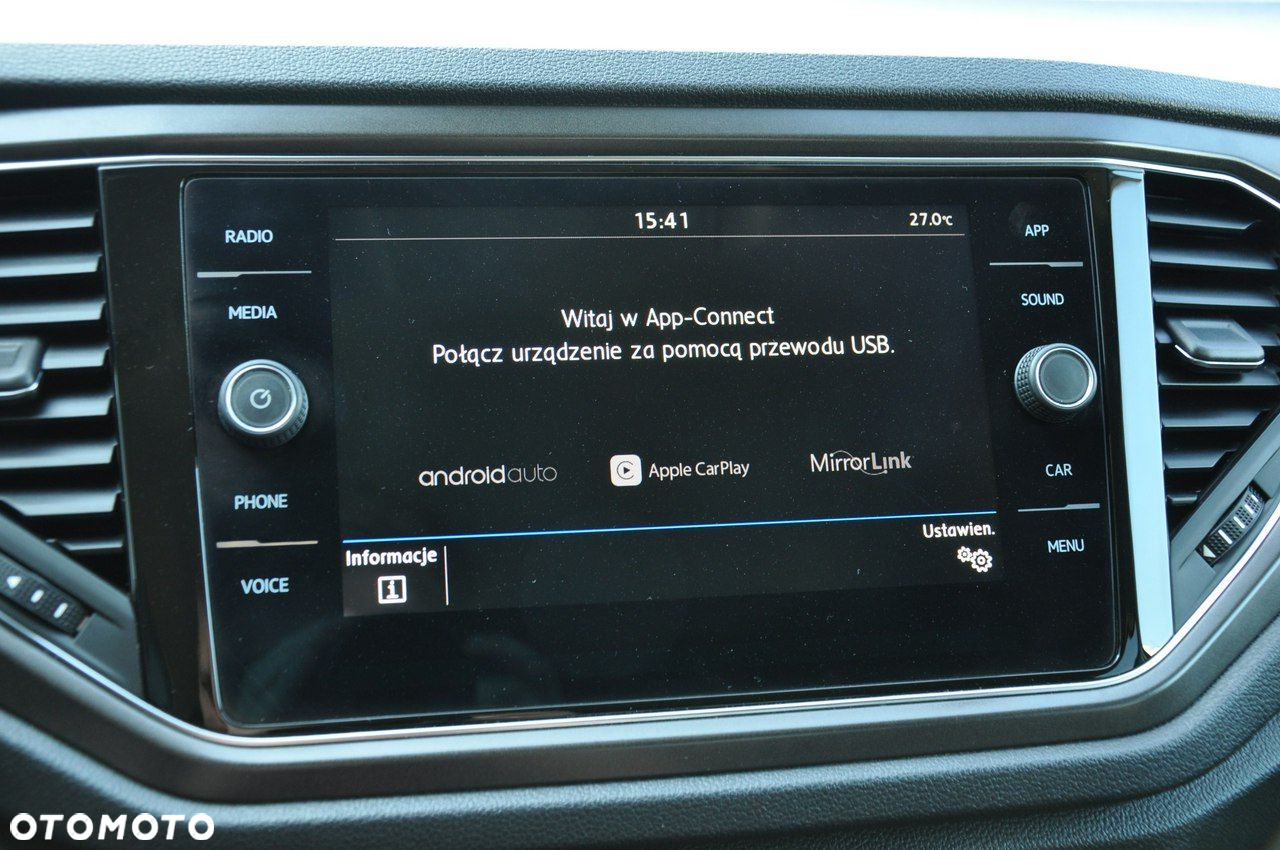 RADIO
MEDIA
PHONE
VOICE
15:41
27.0°C
Witaj w App-Connect
Połącz urządzenie za pomocą przewodu USB.
androidauto
Apple CarPlay
MirrorLink
Informacje
i
Ustawien.
APP
SOUND
CAR
MENU
OTOMOTO